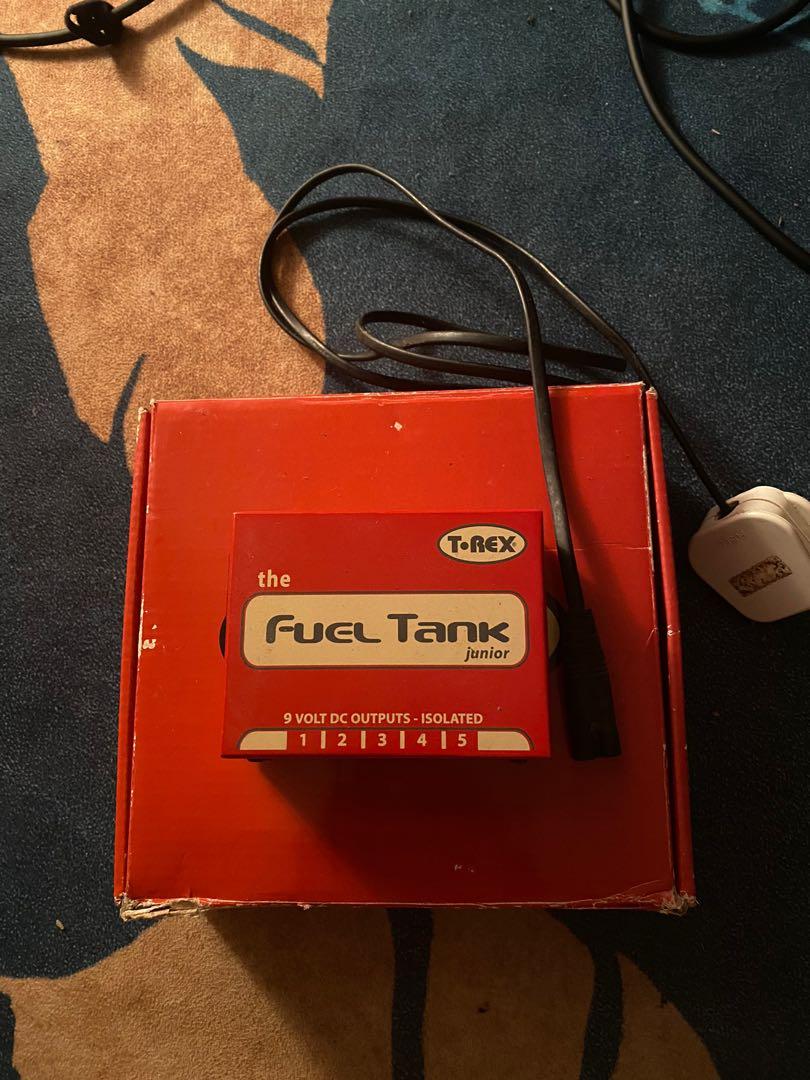 T·REX®
the
Fuel Tank
junior
9 VOLT DC OUTPUTS - ISOLATED
1 | 2 | 3 | 4 | 5